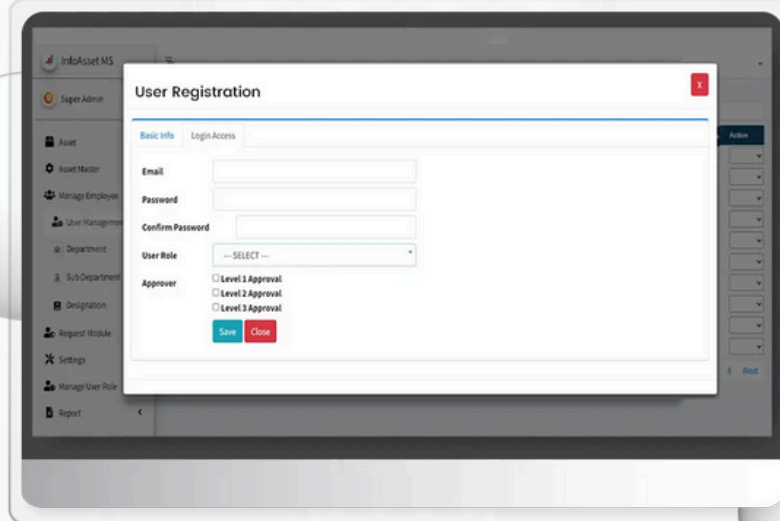 InfoAsset MS
Super Admin
Asset
Asset Master
Manage Employee
User Management
Department
Sub Department
Designation
Request Module
Settings
Manage User Role
Report
User Registration
X
Basic Info Login Access
Email
Password
Confirm Password
User Role --- SELECT ---
Approver Level 1 Approval
Level 2 Approval
Level 3 Approval
Save Close
Active
Next